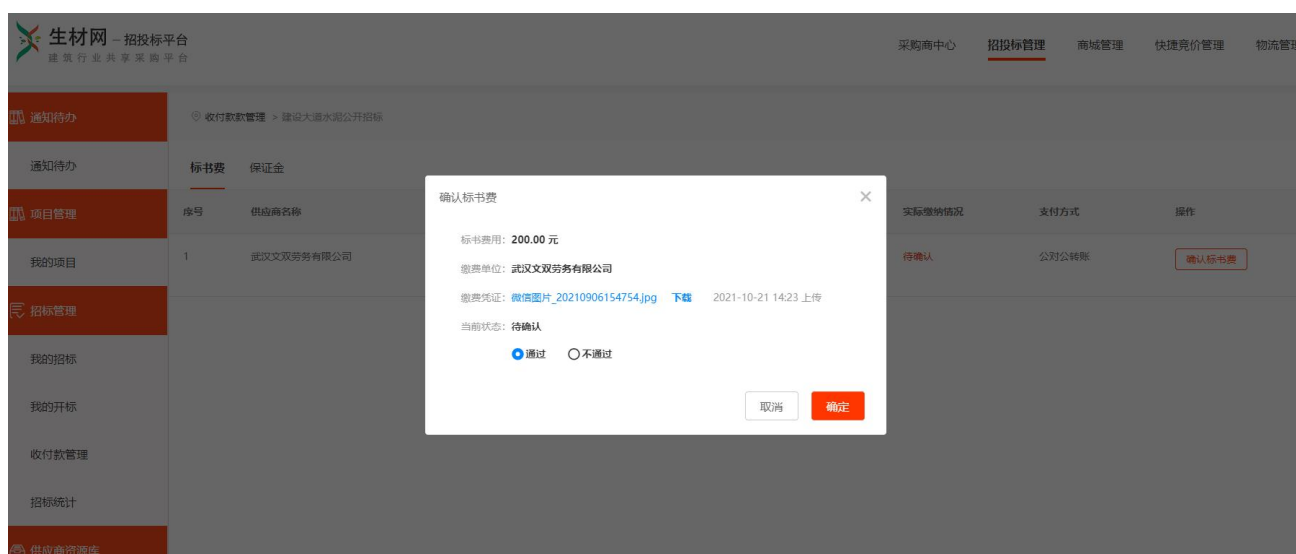 生材网 – 招投标平台
建筑行业共享采购平台
采购商中心 招投标管理 商城管理 快捷竞价管理 物流管理
通知待办
收付款款管理 > 建设大道水泥公开招标
通知待办
标书费 保证金
项目管理
序号 供应商名称 实际缴纳情况 支付方式 操作
我的项目
1 武汉文双劳务有限公司 待确认 公对公转账 确认标书费
招标管理
我的招标
我的开标
收付款管理
招标统计
供应商资源库
确认标书费
标书费用: 200.00 元
缴费单位: 武汉文双劳务有限公司
缴费凭证: 微信图片_20210906154754.jpg 下载 2021-10-21 14:23 上传
当前状态: 待确认
通过 不通过
取消 确定